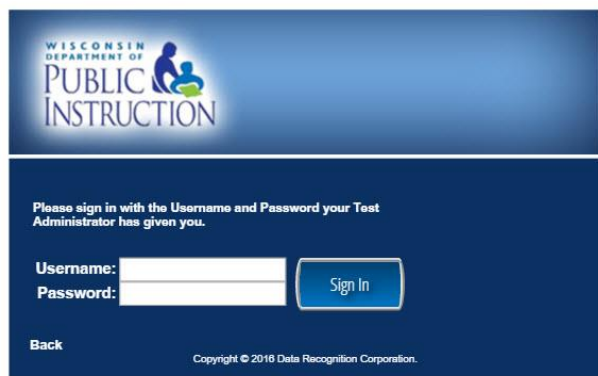 WISCONSIN
DEPARTMENT OF
PUBLIC
INSTRUCTION
Please sign in with the Username and Password your Test
Administrator has given you.
Username:
Password:
Sign In
Back
Copyright © 2016 Data Recognition Corporation.